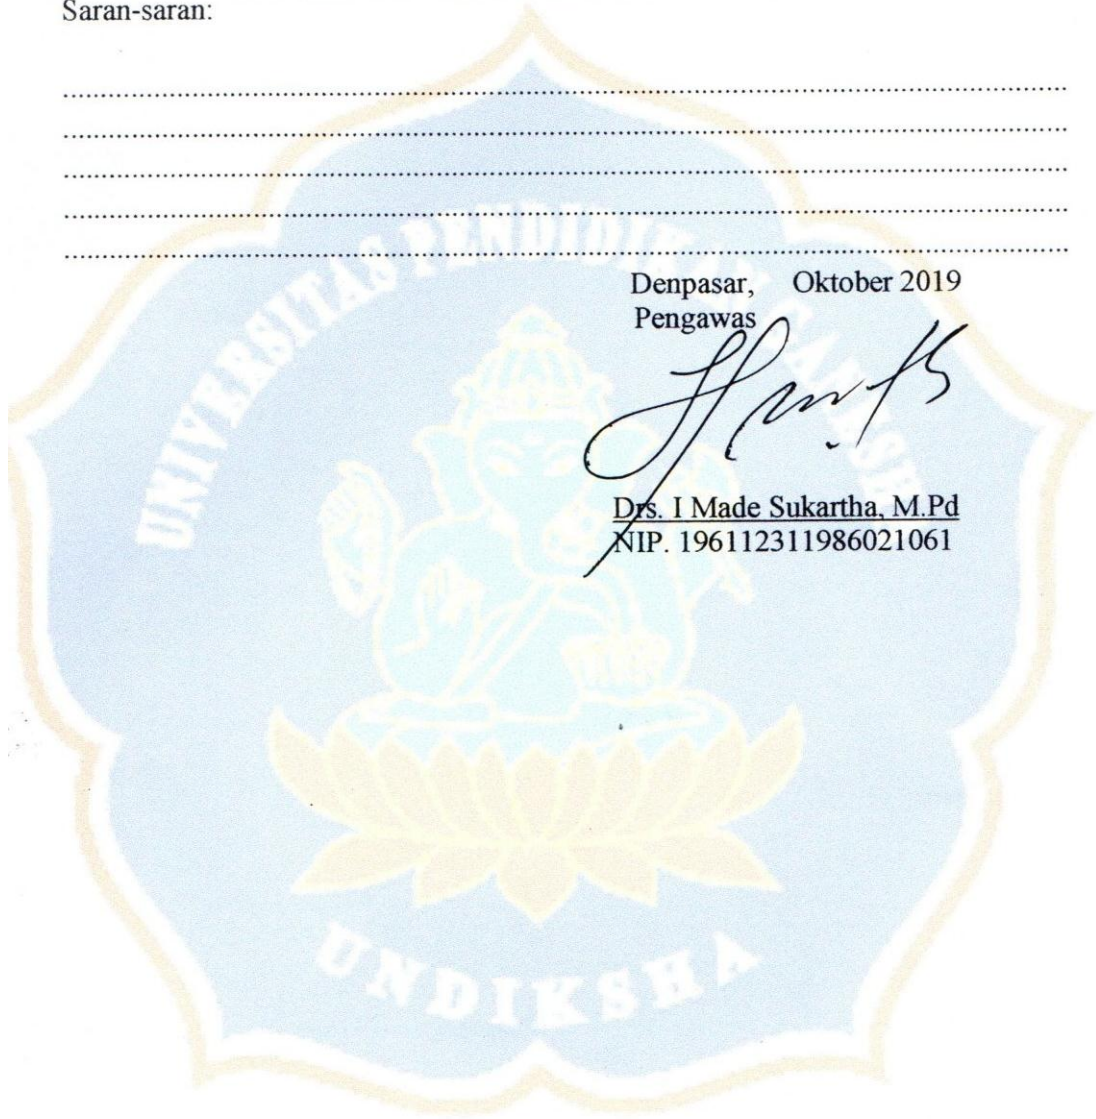 Saran-saran:
................................................................................
................................................................................
................................................................................
................................................................................
................................................................................
Denpasar, Oktober 2019
Pengawas
Drs. I Made Sukartha, M.Pd
NIP. 196112311986021061
UNIVERSITAS PENDIDIKAN GANESHA
UNDIKSHA